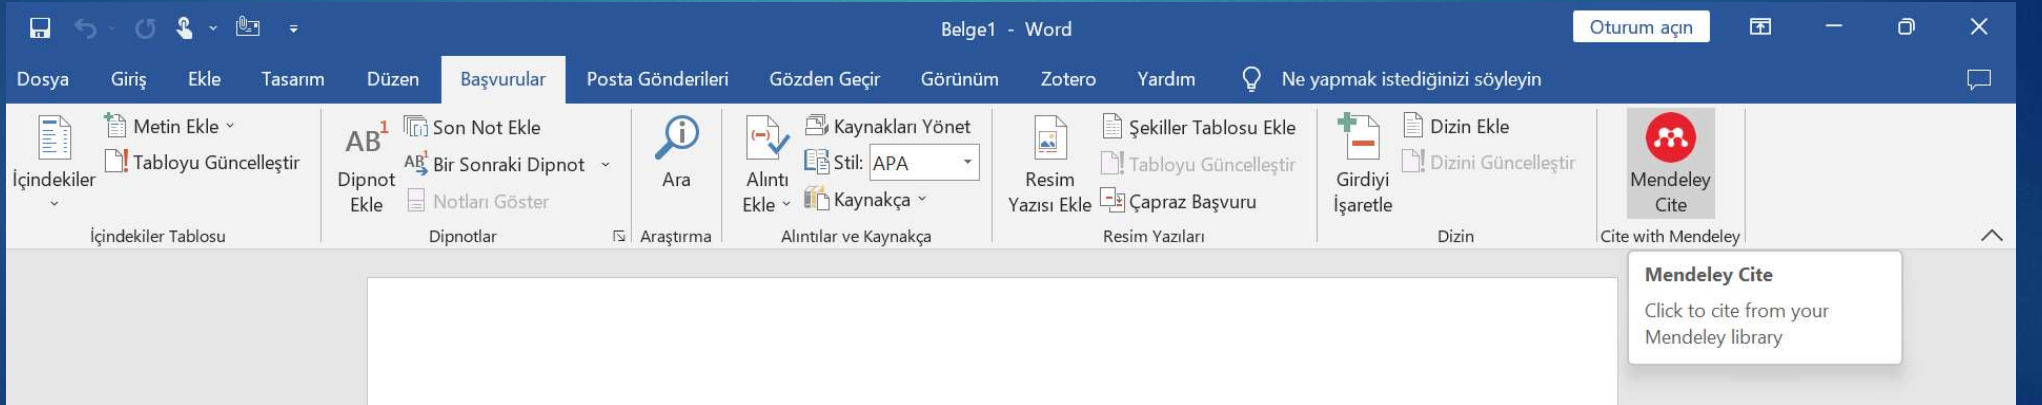 Belge1 - Word
Oturum açın
Dosya Giriş Ekle Tasarım Düzen Başvurular Posta Gönderileri Gözden Geçir Görünüm Zotero Yardım Ne yapmak istediğinizi söyleyin
İçindekiler
Metin Ekle
Tabloyu Güncelleştir
İçindekiler Tablosu
AB1
Dipnot
Ekle
Son Not Ekle
AB1 Bir Sonraki Dipnot
Notları Göster
Dipnotlar
Ara
Araştırma
Alıntı
Ekle
Kaynakları Yönet
Stil: APA
Kaynakça
Alıntılar ve Kaynakça
Resim
Yazısı Ekle
Şekiller Tablosu Ekle
Tabloyu Güncelleştir
Çapraz Başvuru
Resim Yazıları
Girdiyi
İşaretle
Dizin Ekle
Dizini Güncelleştir
Dizin
Mendeley
Cite
Cite with Mendeley
Mendeley Cite
Click to cite from your
Mendeley library